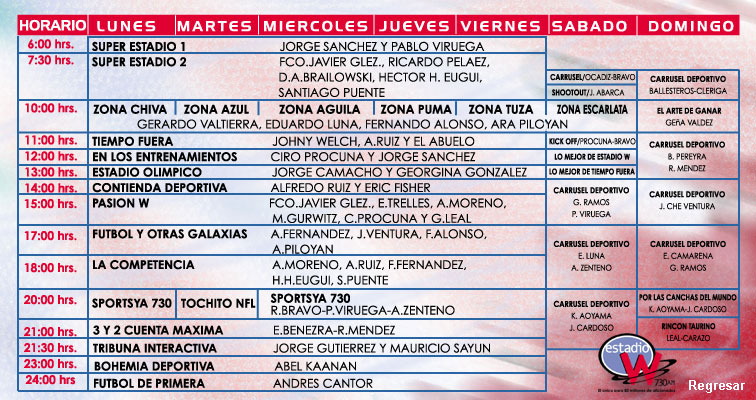 HORARIO LUNES MARTES MIERCOLES JUEVES VIERNES SABADO DOMINGO
6:00 hrs. SUPER ESTADIO 1 JORGE SANCHEZ Y PABLO VIRUEGA
7:30 hrs. SUPER ESTADIO 2 FCO.JAVIER GLEZ., RICARDO PELAEZ,
D.A.BRAILOWSKI, HECTOR H. EUGUI,
SANTIAGO PUENTE
CARRUSEL/OCADIZ-BRAVO
SHOOTOUT/J. ABARCA
CARRUSEL DEPORTIVO
BALLESTEROS-CLERIGA
10:00 hrs. ZONA CHIVA ZONA AZUL ZONA AGUILA ZONA PUMA ZONA TUZA ZONA ESCARLATA
GERARDO VALTIERRA, EDUARDO LUNA, FERNANDO ALONSO, ARA PILOYAN
EL ARTE DE GANAR
GEÑA VALDEZ
11:00 hrs. TIEMPO FUERA JOHNY WELCH, A.RUIZ Y EL ABUELO KICK OFF/PROCUNA-BRAVO
12:00 hrs. EN LOS ENTRENAMIENTOS CIRO PROCUNA Y JORGE SANCHEZ LO MEJOR DE ESTADIO W
13:00 hrs. ESTADIO OLIMPICO JORGE CAMACHO Y GEORGINA GONZALEZ LO MEJOR DE TIEMPO FUERA
CARRUSEL DEPORTIVO
B. PEREYRA
R. MENDEZ
14:00 hrs. CONTIENDA DEPORTIVA ALFREDO RUIZ Y ERIC FISHER
15:00 hrs. PASION W FCO.JAVIER GLEZ., E.TRELLES, A.MORENO,
M.GURWITZ, C.PROCUNA Y G.LEAL
CARRUSEL DEPORTIVO
G. RAMOS
P. VIRUEGA
CARRUSEL DEPORTIVO
J. CHE VENTURA
17:00 hrs. FUTBOL Y OTRAS GALAXIAS A.FERNANDEZ, J.VENTURA, F.ALONSO,
A.PILOYAN
18:00 hrs. LA COMPETENCIA A.MORENO, A.RUIZ, F.FERNANDEZ,
H.H.EUGUI, S.PUENTE
CARRUSEL DEPORTIVO
E. LUNA
A. ZENTENO
CARRUSEL DEPORTIVO
E. CAMARENA
G. RAMOS
20:00 hrs. SPORTSYA 730 TOCHITO NFL SPORTSYA 730
R.BRAVO-P.VIRUEGA-A.ZENTENO
CARRUSEL DEPORTIVO
K. AOYAMA
J. CARDOSO
POR LAS CANCHAS DEL MUNDO
K. AOYAMA-J. CARDOSO
RINCON TAURINO
LEAL-CARAZO
21:00 hrs. 3 Y 2 CUENTA MAXIMA E.BENEZRA-R.MENDEZ
21:30 hrs. TRIBUNA INTERACTIVA JORGE GUTIERREZ Y MAURICIO SAYUN
23:00 hrs. BOHEMIA DEPORTIVA ABEL KAANAN
24:00 hrs FUTBOL DE PRIMERA ANDRES CANTOR
estadio
W
730AM
Regresar